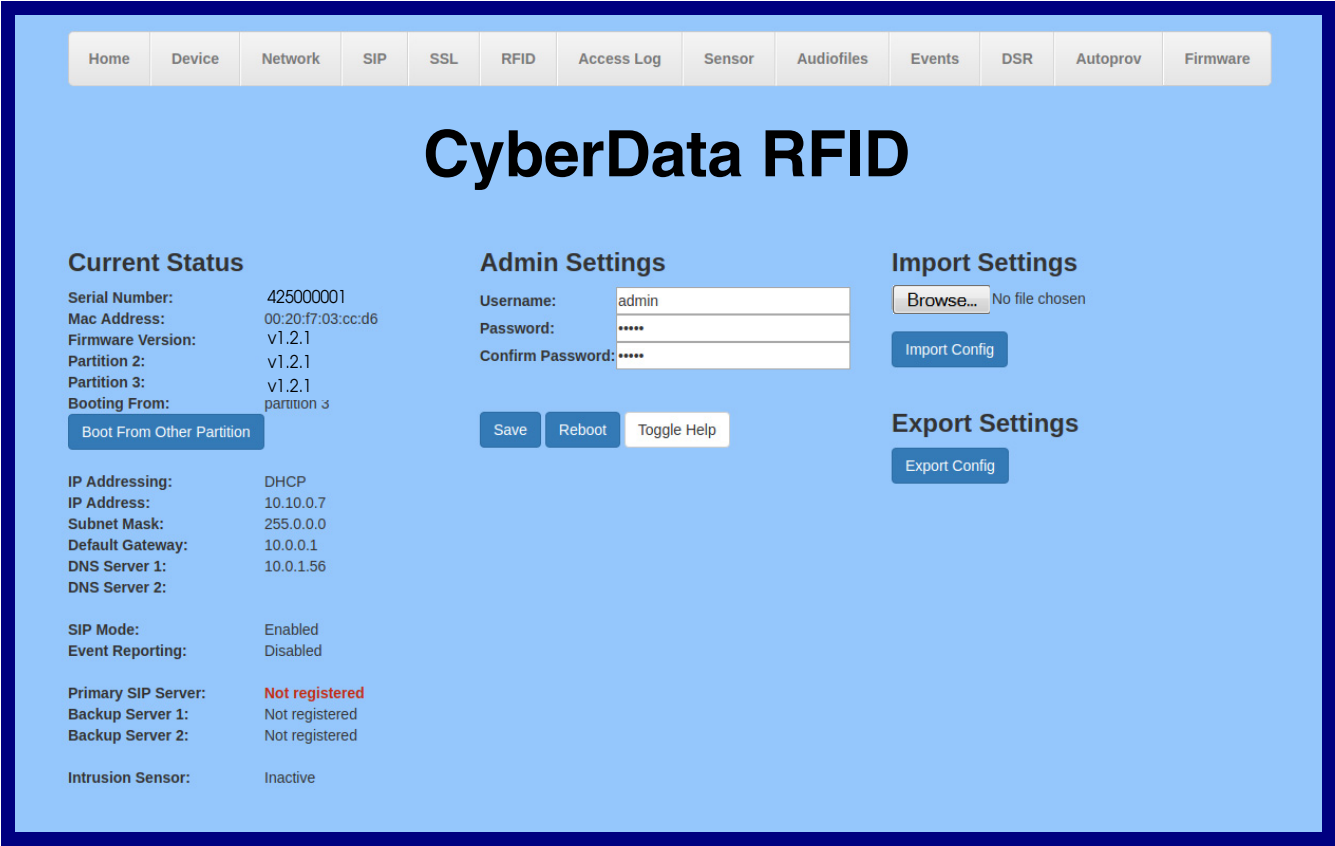 Home Device Network SIP SSL RFID Access Log Sensor Audiofiles Events DSR Autoprov Firmware
CyberData RFID
Current Status
Serial Number: 425000001
Mac Address: 00:20:f7:03:cc:d6
Firmware Version: v1.2.1
Partition 2: v1.2.1
Partition 3: v1.2.1
Booting From: partition 3
Boot From Other Partition
IP Addressing: DHCP
IP Address: 10.10.0.7
Subnet Mask: 255.0.0.0
Default Gateway: 10.0.0.1
DNS Server 1: 10.0.1.56
DNS Server 2:
SIP Mode: Enabled
Event Reporting: Disabled
Primary SIP Server: Not registered
Backup Server 1: Not registered
Backup Server 2: Not registered
Intrusion Sensor: Inactive
Admin Settings
Username: admin
Password: •••••
Confirm Password: •••••
Save Reboot Toggle Help
Import Settings
Browse... No file chosen
Import Config
Export Settings
Export Config